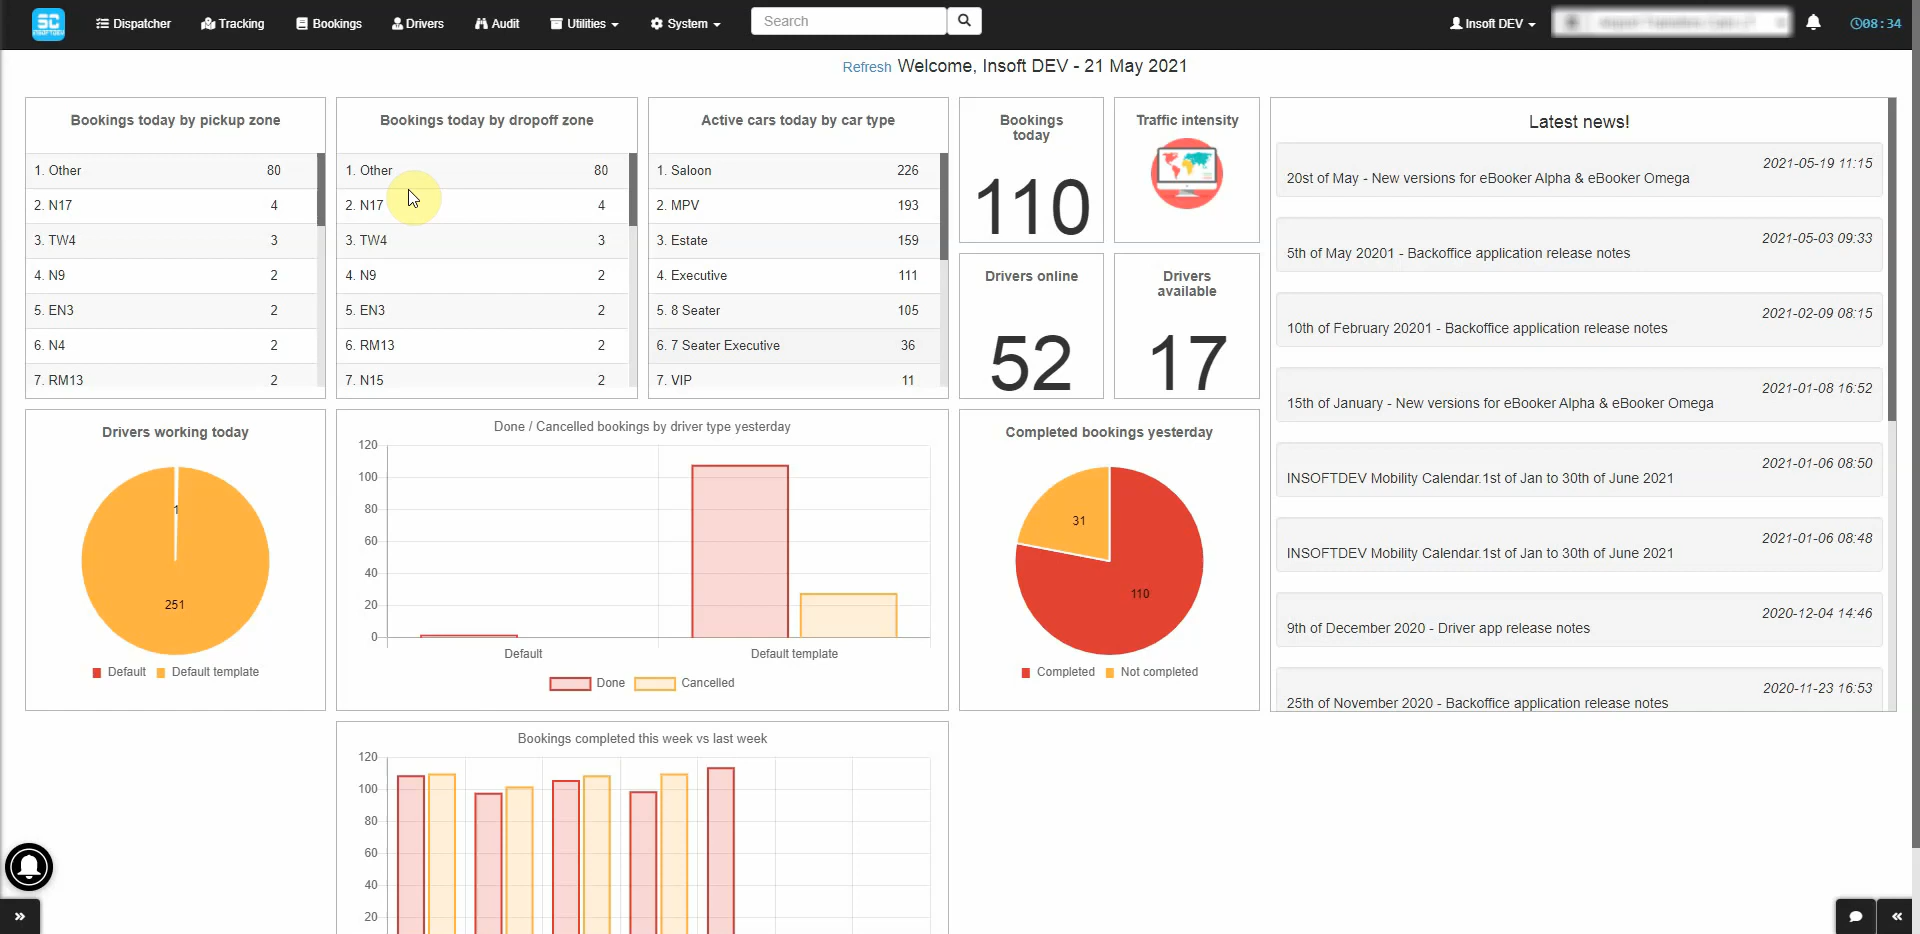 Dispatcher
Tracking
Bookings
Drivers
Audit
Utilities
System
Search
Insoft DEV
08:34
Refresh Welcome, Insoft DEV - 21 May 2021
Bookings today by pickup zone
1. Other 80
2. N17 4
3. TW4 3
4. N9 2
5. EN3 2
6. N4 2
7. RM13 2
Bookings today by dropoff zone
1. Other 80
2. N17 4
3. TW4 3
4. N9 2
5. EN3 2
6. RM13 2
7. N15 2
Active cars today by car type
1. Saloon 226
2. MPV 193
3. Estate 159
4. Executive 111
5. 8 Seater 105
6. 7 Seater Executive 36
7. VIP 11
Bookings
today
110
Traffic intensity
Drivers online
52
Drivers
available
17
Latest news!
2021-05-19 11:15
20st of May - New versions for eBooker Alpha & eBooker Omega
2021-05-03 09:33
5th of May 20201 - Backoffice application release notes
2021-02-09 08:15
10th of February 20201 - Backoffice application release notes
2021-01-08 16:52
15th of January - New versions for eBooker Alpha & eBooker Omega
2021-01-06 08:50
INSOFTDEV Mobility Calendar.1st of Jan to 30th of June 2021
2021-01-06 08:48
INSOFTDEV Mobility Calendar.1st of Jan to 30th of June 2021
2020-12-04 14:46
9th of December 2020 - Driver app release notes
2020-11-23 16:53
25th of November 2020 - Backoffice application release notes
Drivers working today
1
251
Default Default template
Done / Cancelled bookings by driver type yesterday
120
100
80
60
40
20
0
Default Default template
Done Cancelled
Completed bookings yesterday
31
110
Completed Not completed
Bookings completed this week vs last week
120
100
80
60
40
20